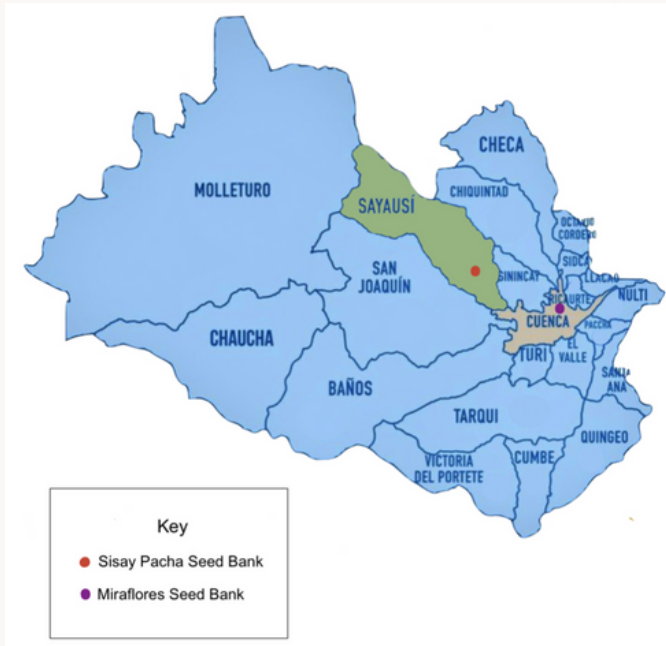 CHECA
MOLLETURO
CHIQUINTAD
SAYAUSÍ
OCTAVIO
CORDERO
SIDCA
SAN
JOAQUÍN
SININCAY
LLACAO
RICAURTE
NULTI
CUENCA
PACCHA
CHAUCHA
TURI
EL
VALLE
BAÑOS
SANTA
ANA
TARQUI
QUINGEO
VICTORIA
DEL PORTETE
CUMBE
Key
Sisay Pacha Seed Bank
Miraflores Seed Bank